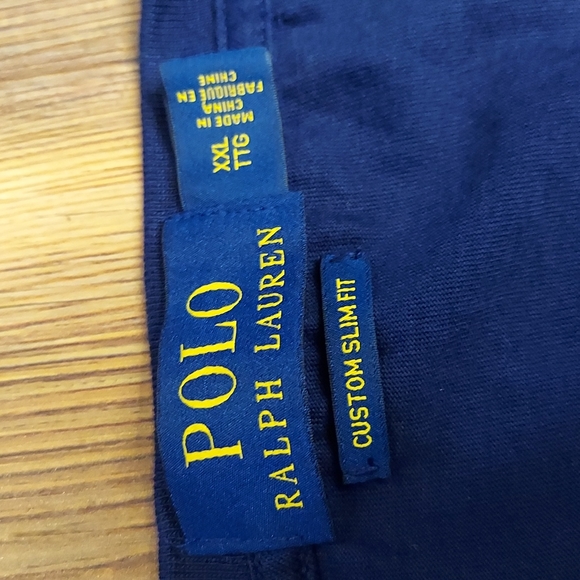 POLO
RALPH LAUREN
CUSTOM SLIM FIT
XXL
TTG
MADE IN
CHINA
FABRIQUE EN
CHINE